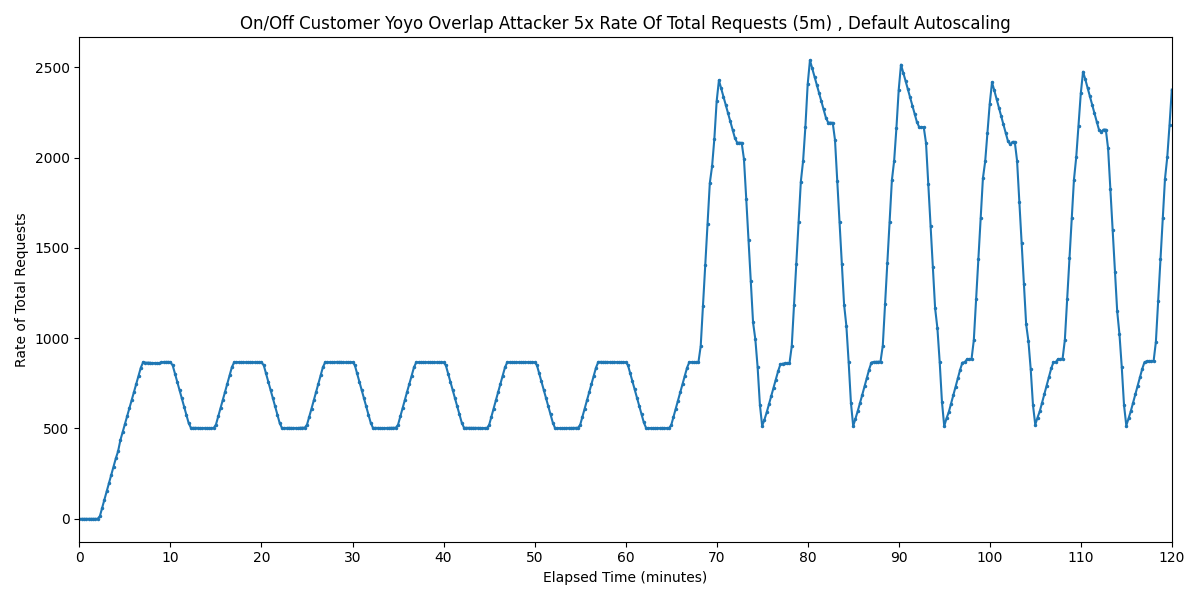 On/Off Customer Yoyo Overlap Attacker 5x Rate Of Total Requests (5m) , Default Autoscaling
2500
2000
1500
1000
500
0
Rate of Total Requests
0 10 20 30 40 50 60 70 80 90 100 110 120
Elapsed Time (minutes)